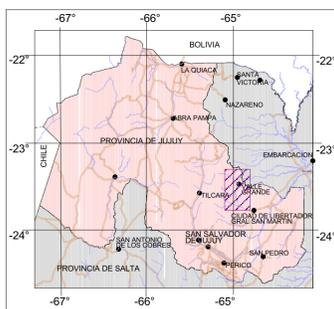 -67° -66° -65°
BOLIVIA
-22° -22°
LA QUIACA
SANTA
VICTORIA
NAZARENO
ABRA PAMPA
-23° -23°
PROVINCIA DE JUJUY
CHILE
EMBARCACION
VALLE
GRANDE
TILCARA
CIUDAD DE LIBERTADOR
GRAL SAN MARTIN
-24° -24°
SAN ANTONIO
DE LOS COBRES
SAN SALVADOR
DE JUJUY
SAN PEDRO
PERICO
PROVINCIA DE SALTA
-67° -66° -65°